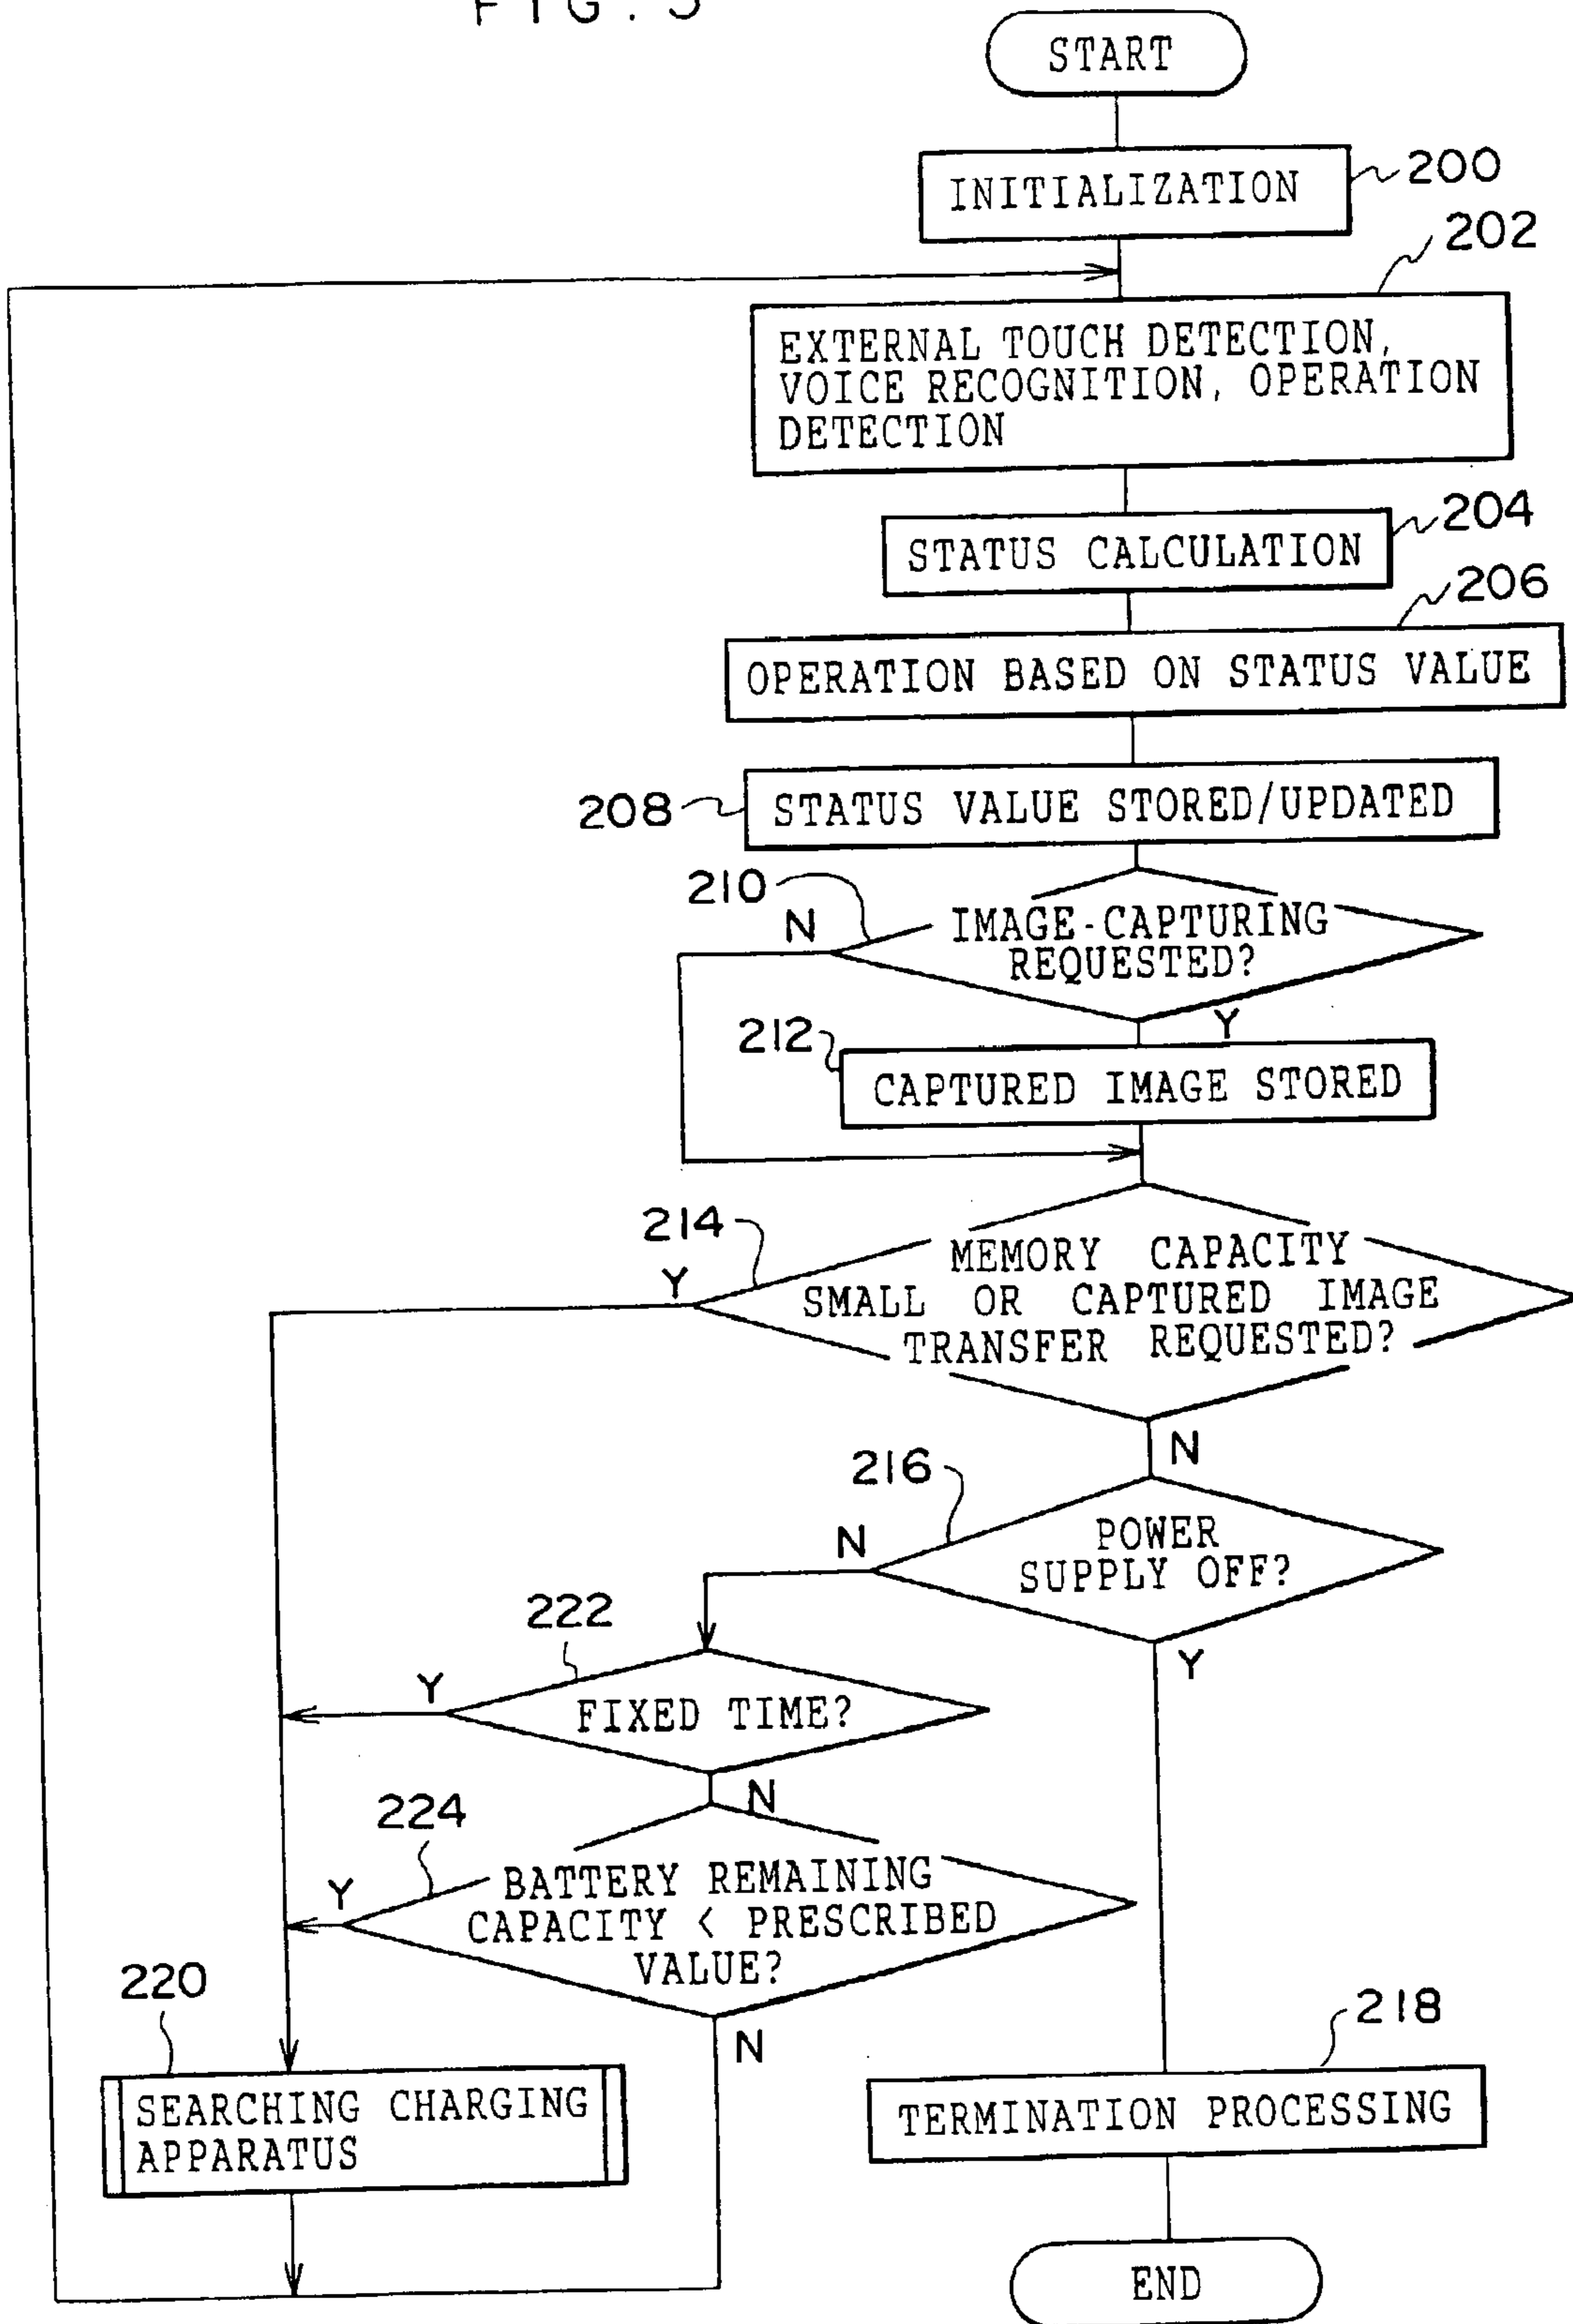 START
INITIALIZATION
200
202
EXTERNAL TOUCH DETECTION,
VOICE RECOGNITION, OPERATION
DETECTION
204
STATUS CALCULATION
206
OPERATION BASED ON STATUS VALUE
208
STATUS VALUE STORED/UPDATED
210
N
IMAGE-CAPTURING
REQUESTED?
Y
212
CAPTURED IMAGE STORED
214
Y
MEMORY CAPACITY
SMALL OR CAPTURED IMAGE
TRANSFER REQUESTED?
N
216
N
POWER
SUPPLY OFF?
Y
222
Y
FIXED TIME?
N
224
Y
BATTERY REMAINING
CAPACITY < PRESCRIBED
VALUE?
N
220
SEARCHING CHARGING
APPARATUS
218
TERMINATION PROCESSING
END